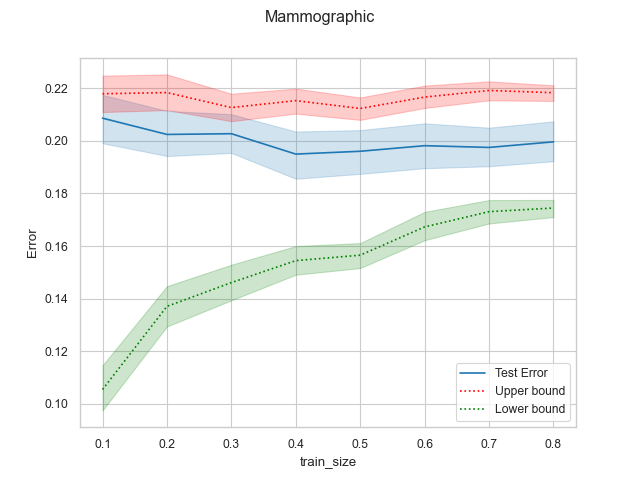 Mammographic
Error
0.22
0.20
0.18
0.16
0.14
0.12
0.10
Test Error
Upper bound
Lower bound
0.1 0.2 0.3 0.4 0.5 0.6 0.7 0.8
train_size